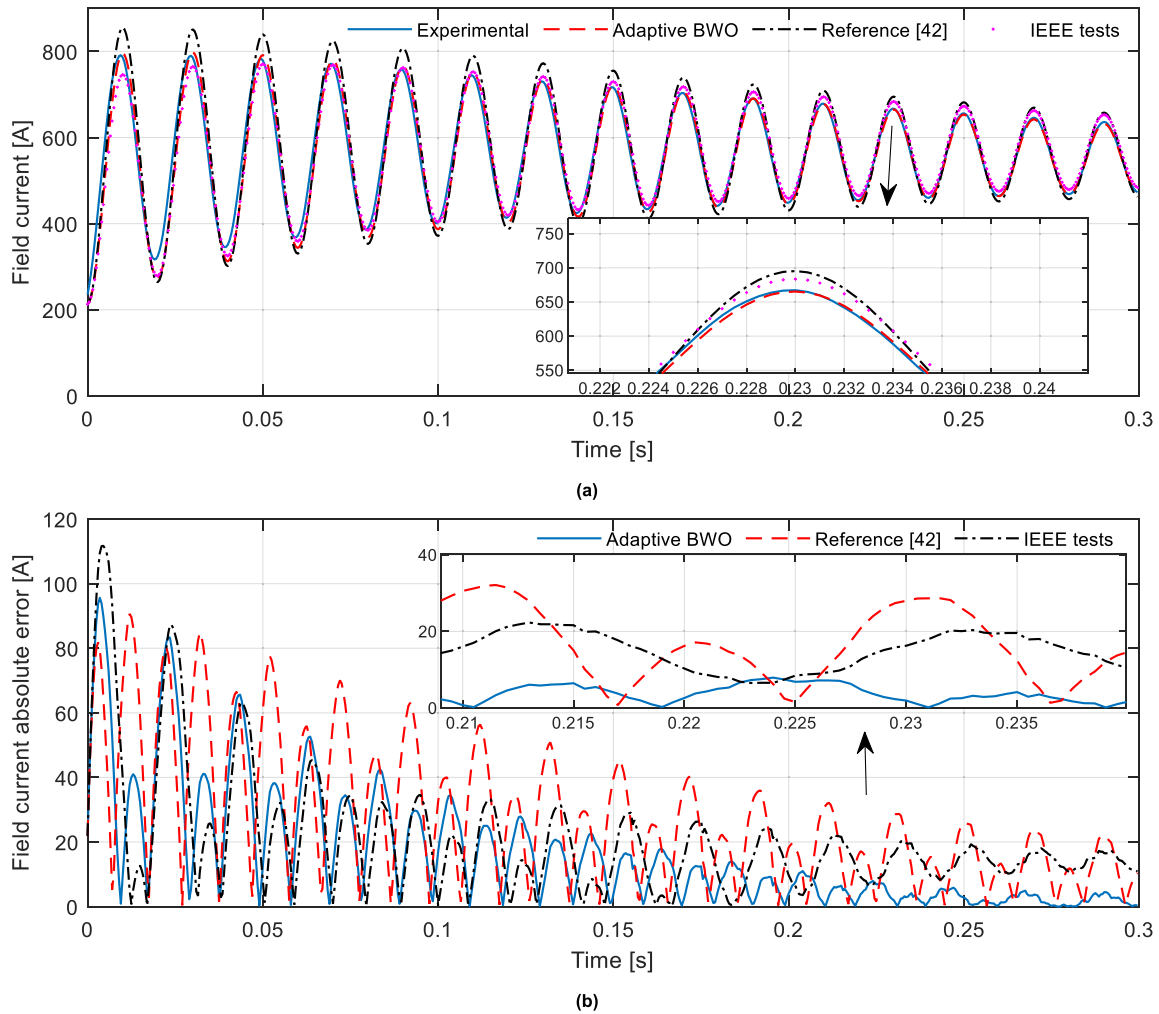 Experimental Adaptive BWO Reference [42] IEEE tests
Field current [A]
800
600
400
200
0
750
700
650
600
550
0.222 0.224 0.226 0.228 0.23 0.232 0.234 0.236 0.238 0.24
0 0.05 0.1 0.15 0.2 0.25 0.3
Time [s]
(a)
Adaptive BWO Reference [42] IEEE tests
Field current absolute error [A]
120
100
80
60
40
20
0
40
20
0
0.21 0.215 0.22 0.225 0.23 0.235
0 0.05 0.1 0.15 0.2 0.25 0.3
Time [s]
(b)